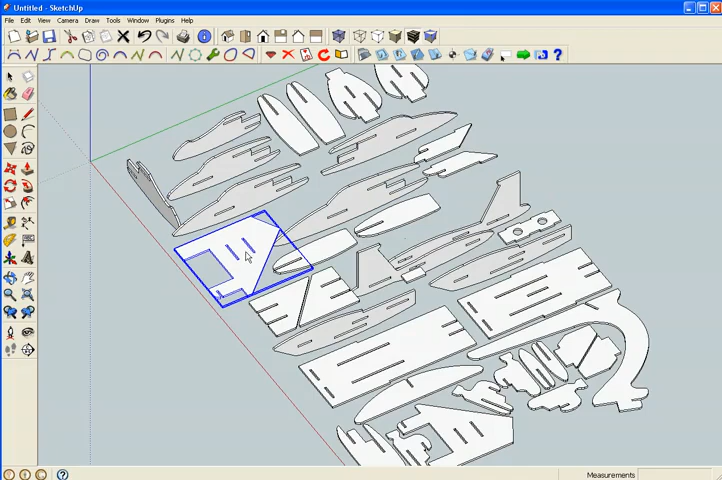 Untitled - SketchUp
File Edit View Camera Draw Tools Window Plugins Help
Measurements